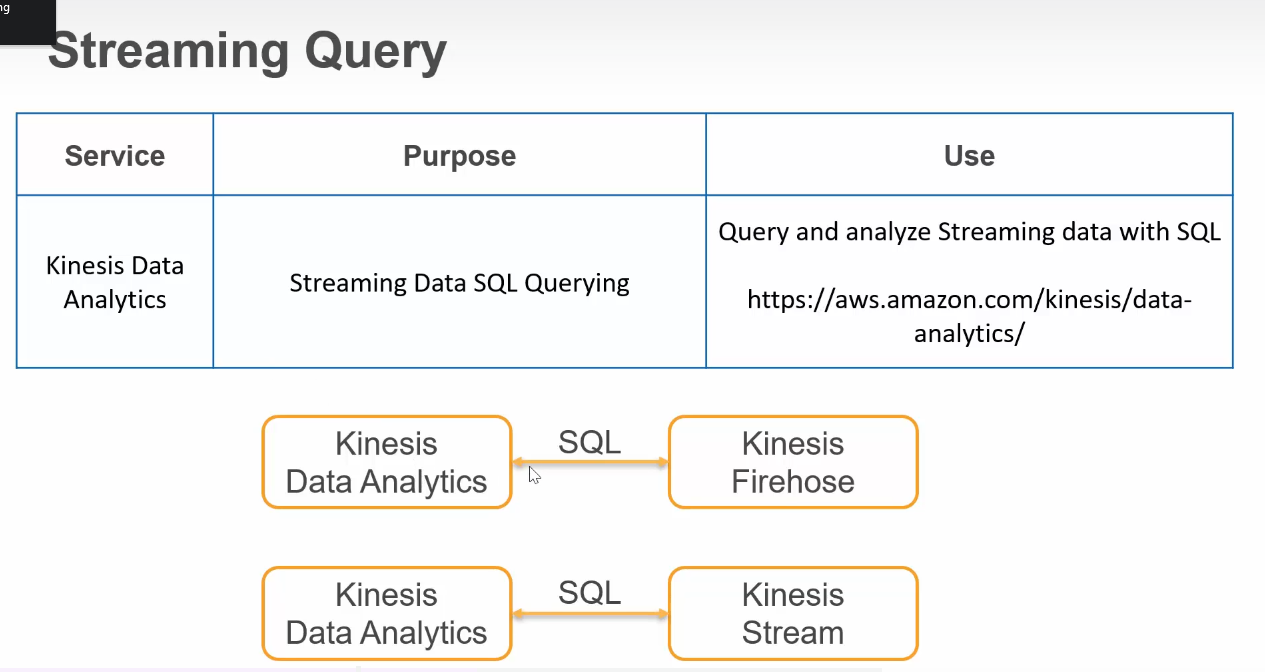 ng
Streaming Query
Service
Purpose
Use
Kinesis Data
Analytics
Streaming Data SQL Querying
Query and analyze Streaming data with SQL
https://aws.amazon.com/kinesis/data-
analytics/
Kinesis
Data Analytics
SQL
Kinesis
Firehose
Kinesis
Data Analytics
SQL
Kinesis
Stream